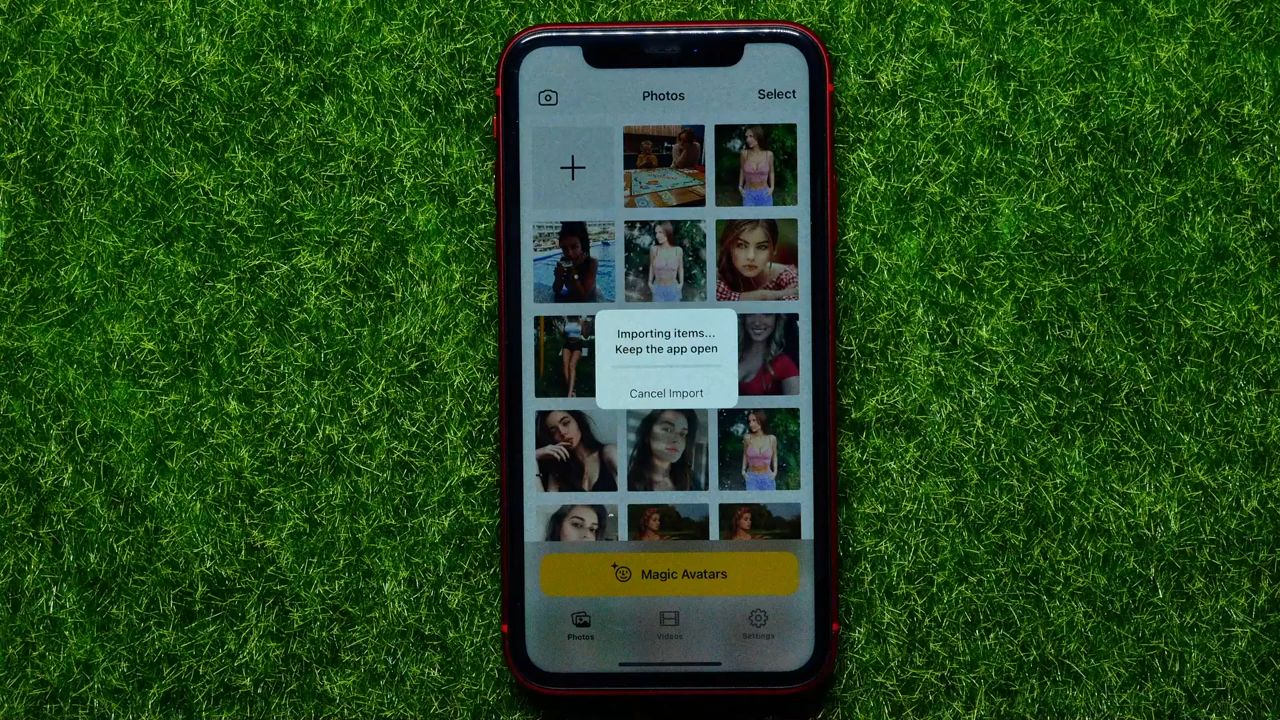 Photos
Select
Importing items...
Keep the app open
Cancel Import
Magic Avatars
Photos
Videos
Settings